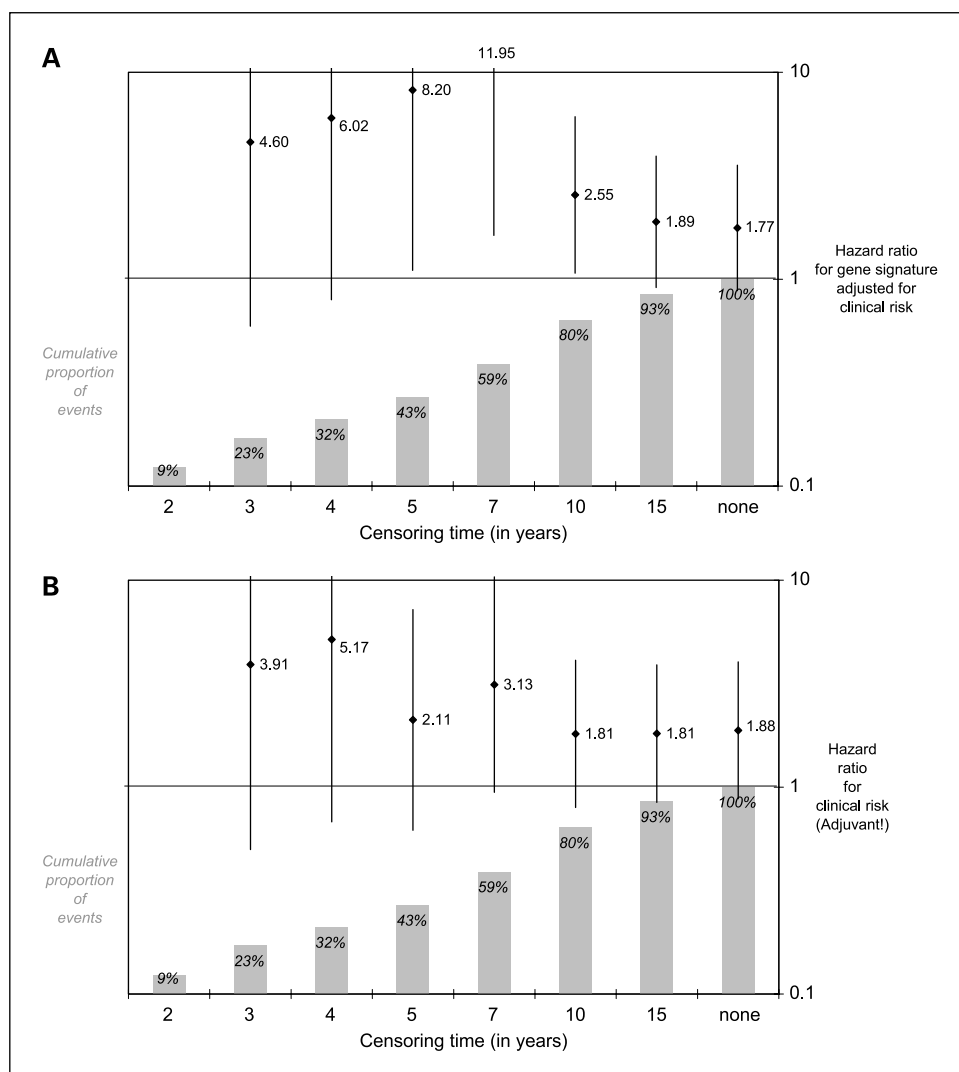 A
11.95
10
8.20
6.02
4.60
2.55
1.89
1.77
Hazard ratio
for gene signature
adjusted for
clinical risk
1
100%
93%
80%
59%
43%
32%
23%
9%
Cumulative
proportion
of
events
0.1
2 3 4 5 7 10 15 none
Censoring time (in years)
B
10
5.17
3.91
3.13
2.11
1.81
1.81
1.88
Hazard
ratio
for
clinical risk
(Adjuvant!)
1
100%
93%
80%
59%
43%
32%
23%
9%
Cumulative
proportion
of
events
0.1
2 3 4 5 7 10 15 none
Censoring time (in years)